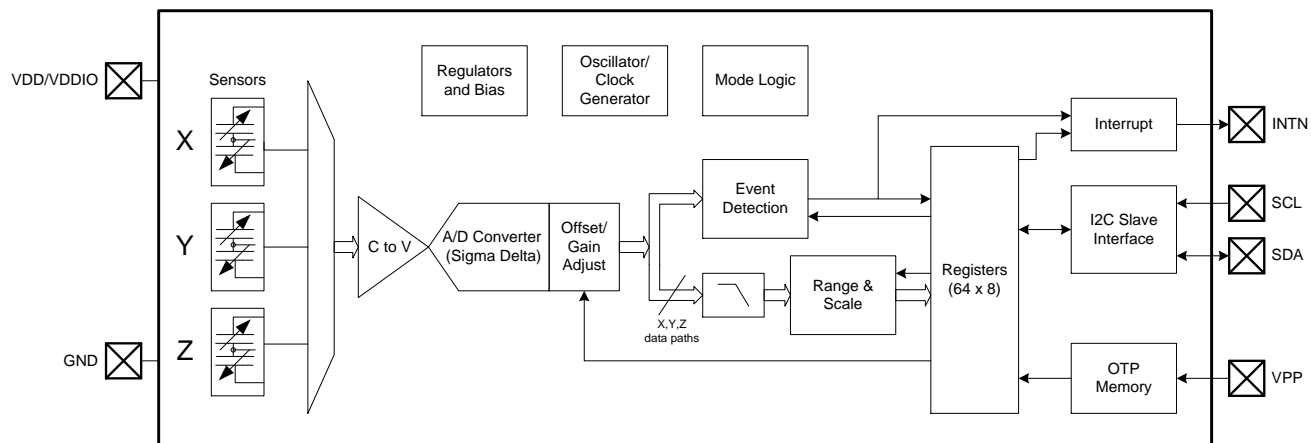 VDD/VDDIO
GND
Sensors
X
Y
Z
Regulators
and Bias
Oscillator/
Clock
Generator
Mode Logic
C to V
A/D Converter
(Sigma Delta)
Offset/
Gain
Adjust
X,Y,Z
data paths
Event
Detection
Range &
Scale
Registers
(64 x 8)
Interrupt
I2C Slave
Interface
OTP
Memory
INTN
SCL
SDA
VPP